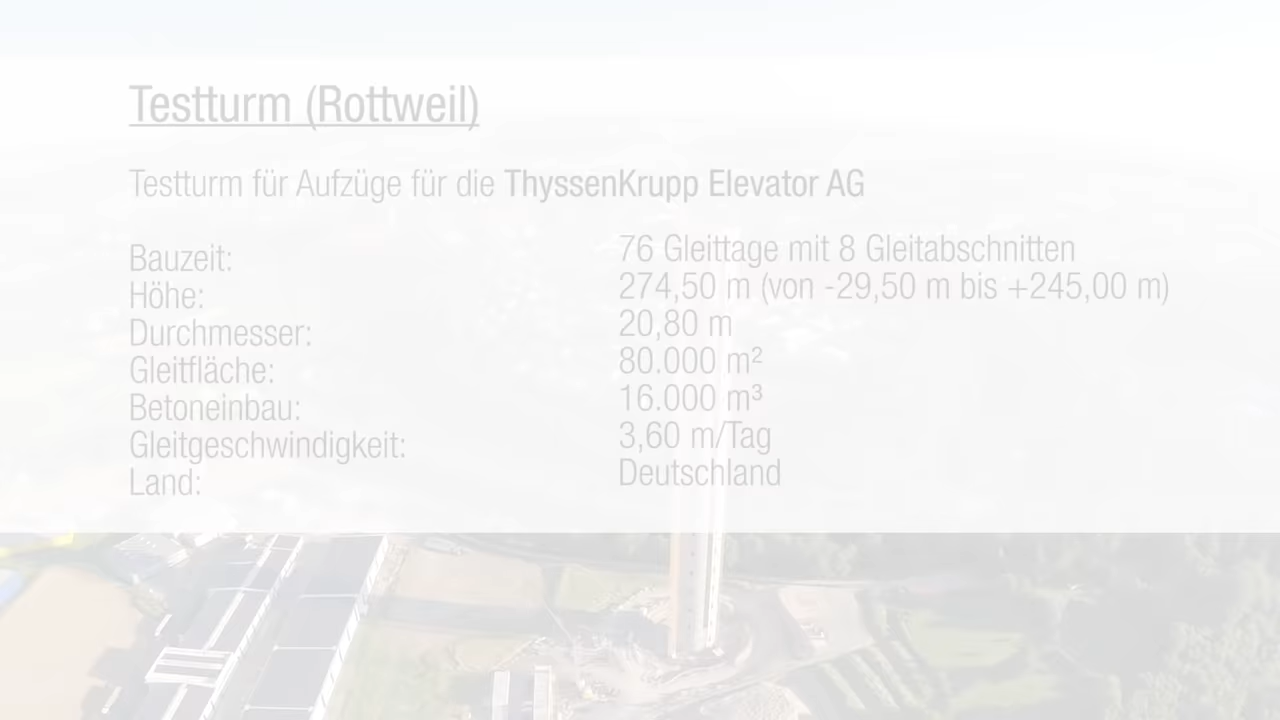 Testturm (Rottweil)
Testturm für Aufzüge für die ThyssenKrupp Elevator AG
Bauzeit: 76 Gleittage mit 8 Gleitabschnitten
Höhe: 274,50 m (von -29,50 m bis +245,00 m)
Durchmesser: 20,80 m
Gleitfläche: 80.000 m²
Betoneinbau: 16.000 m³
Gleitgeschwindigkeit: 3,60 m/Tag
Land: Deutschland